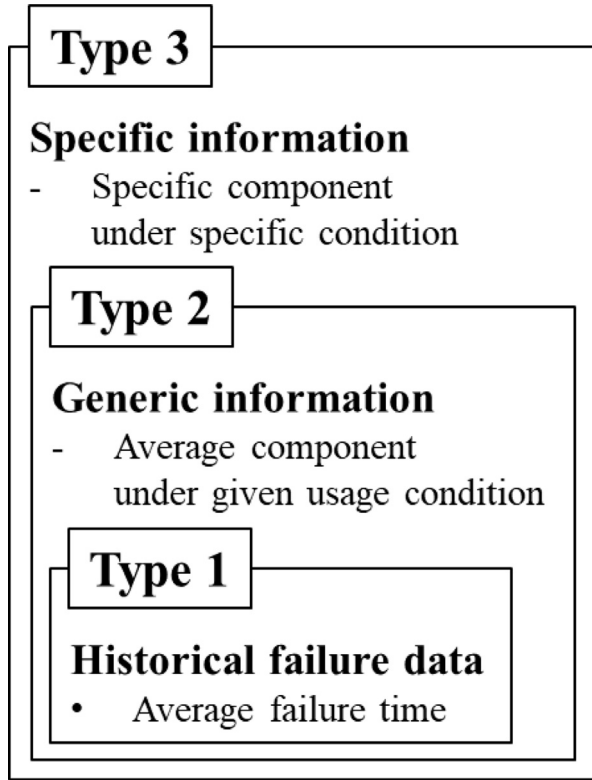 Type 3
Specific information
- Specific component
under specific condition
Type 2
Generic information
- Average component
under given usage condition
Type 1
Historical failure data
• Average failure time